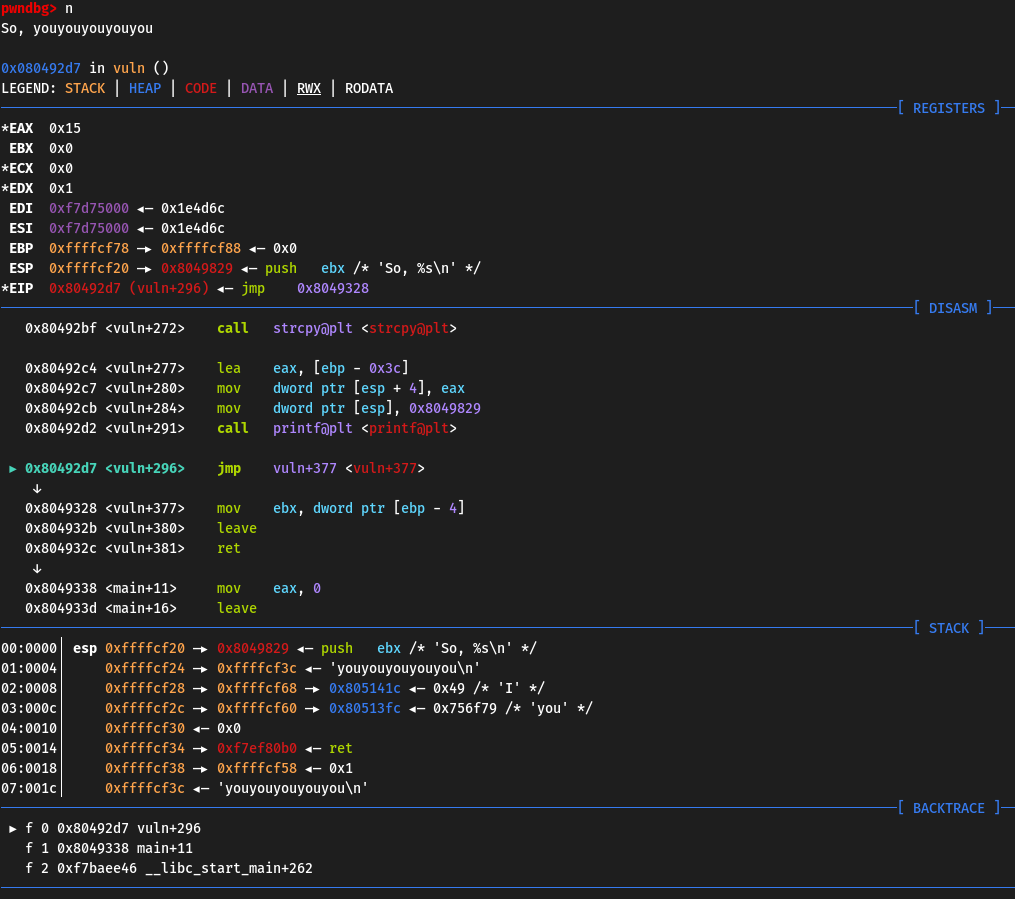 pwndbg> n
So, youyouyouyouyou
0x080492d7 in vuln ()
LEGEND: STACK | HEAP | CODE | DATA | RWX | RODATA
[ REGISTERS ]
*EAX  0x15
 EBX  0x0
*ECX  0x0
*EDX  0x1
 EDI  0xf7d75000 ◂— 0x1e4d6c
 ESI  0xf7d75000 ◂— 0x1e4d6c
 EBP  0xffffcf78 —▸ 0xffffcf88 ◂— 0x0
 ESP  0xffffcf20 —▸ 0x8049829 ◂— push   ebx /* 'So, %s\n' */
*EIP  0x80492d7 (vuln+296) ◂— jmp    0x8049328
[ DISASM ]
   0x80492bf <vuln+272>    call   strcpy@plt <strcpy@plt>
   0x80492c4 <vuln+277>    lea    eax, [ebp - 0x3c]
   0x80492c7 <vuln+280>    mov    dword ptr [esp + 4], eax
   0x80492cb <vuln+284>    mov    dword ptr [esp], 0x8049829
   0x80492d2 <vuln+291>    call   printf@plt <printf@plt>
 ► 0x80492d7 <vuln+296>    jmp    vuln+377 <vuln+377>
    ↓
   0x8049328 <vuln+377>    mov    ebx, dword ptr [ebp - 4]
   0x804932b <vuln+380>    leave
   0x804932c <vuln+381>    ret
    ↓
   0x8049338 <main+11>     mov    eax, 0
   0x804933d <main+16>     leave
[ STACK ]
00:0000│ esp 0xffffcf20 —▸ 0x8049829 ◂— push   ebx /* 'So, %s\n' */
01:0004│     0xffffcf24 —▸ 0xffffcf3c ◂— 'youyouyouyouyou\n'
02:0008│     0xffffcf28 —▸ 0xffffcf68 —▸ 0x805141c ◂— 0x49 /* 'I' */
03:000c│     0xffffcf2c —▸ 0xffffcf60 —▸ 0x80513fc ◂— 0x756f79 /* 'you' */
04:0010│     0xffffcf30 ◂— 0x0
05:0014│     0xffffcf34 —▸ 0xf7ef80b0 ◂— ret
06:0018│     0xffffcf38 —▸ 0xffffcf58 ◂— 0x1
07:001c│     0xffffcf3c ◂— 'youyouyouyouyou\n'
[ BACKTRACE ]
 ► f 0 0x80492d7 vuln+296
   f 1 0x8049338 main+11
   f 2 0xf7baee46 __libc_start_main+262